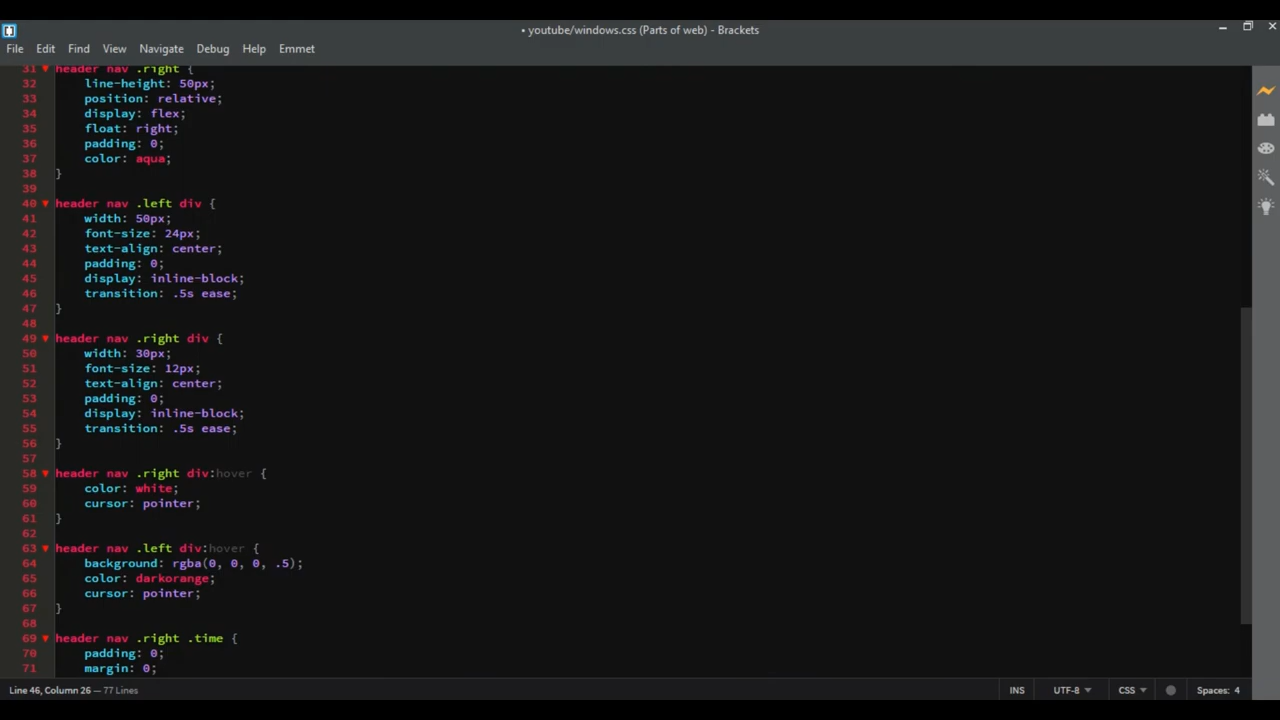 • youtube/windows.css (Parts of web) - Brackets
File Edit Find View Navigate Debug Help Emmet
31 header nav .right {
32 line-height: 50px;
33 position: relative;
34 display: flex;
35 float: right;
36 padding: 0;
37 color: aqua;
38 }
39
40 header nav .left div {
41 width: 50px;
42 font-size: 24px;
43 text-align: center;
44 padding: 0;
45 display: inline-block;
46 transition: .5s ease;
47 }
48
49 header nav .right div {
50 width: 30px;
51 font-size: 12px;
52 text-align: center;
53 padding: 0;
54 display: inline-block;
55 transition: .5s ease;
56 }
57
58 header nav .right div:hover {
59 color: white;
60 cursor: pointer;
61 }
62
63 header nav .left div:hover {
64 background: rgba(0, 0, 0, .5);
65 color: darkorange;
66 cursor: pointer;
67 }
68
69 header nav .right .time {
70 padding: 0;
71 margin: 0;
Line 46, Column 26 — 77 Lines INS UTF-8 CSS Spaces: 4